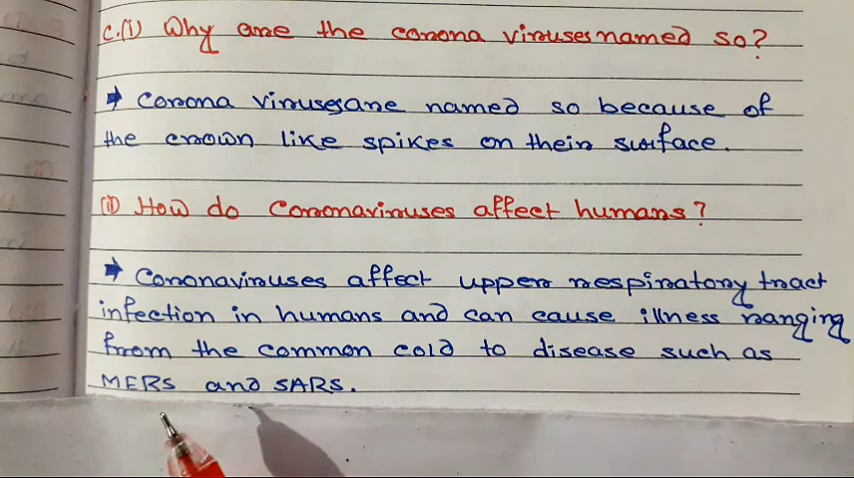 C.(i) Why are the corona viruses named so?
→ Corona viruses are named so because of
the crown like spikes on their surface.
(ii) How do Coronaviruses affect humans?
→ Coronaviruses affect upper respiratory tract
infection in humans and can cause illness ranging
from the common cold to disease such as
MERS and SARS.